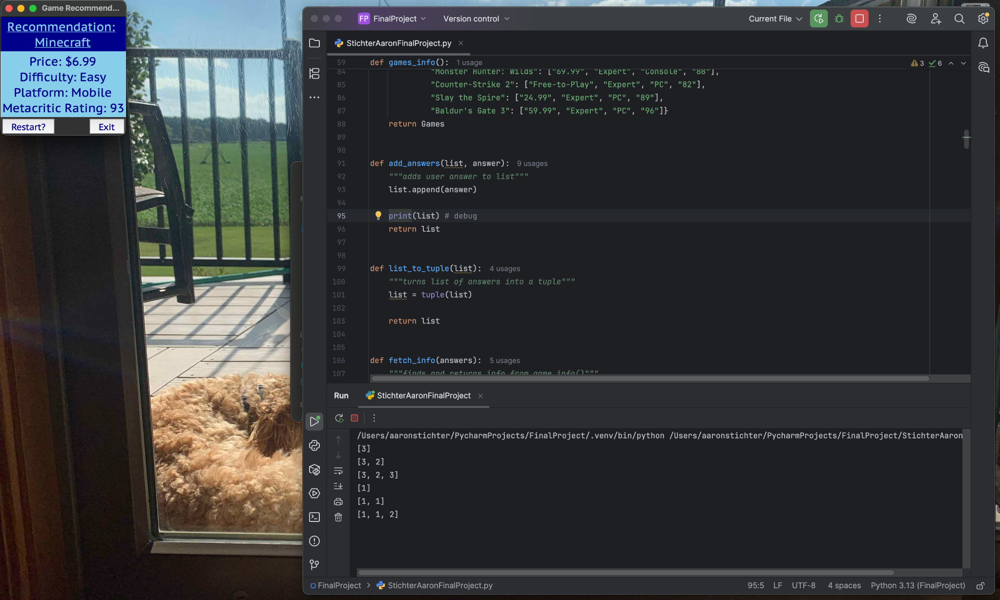 Game Recommend...
Recommendation:
Minecraft
Price: $6.99
Difficulty: Easy
Platform: Mobile
Metacritic Rating: 93
Restart?
Exit
FP FinalProject
Version control
Current File
StichterAaronFinalProject.py
59 def games_info(): 1 usage
3 6
84 "Monster Hunter: Wilds": ["69.99", "Expert", "Console", "88"],
85 "Counter-Strike 2": ["Free-to-Play", "Expert", "PC", "82"],
86 "Slay the Spire": ["24.99", "Expert", "PC", "89"],
87 "Baldur's Gate 3": ["59.99", "Expert", "PC", "96"]}
88 return Games
89
90
91 def add_answers(list, answer): 9 usages
92 """adds user answer to list"""
93 list.append(answer)
94
95 print(list) # debug
96 return list
97
98
99 def list_to_tuple(list): 4 usages
100 """turns list of answers into a tuple"""
101 list = tuple(list)
102
103 return list
104
105
106 def fetch_info(answers): 5 usages
107 """finds and returns info from game_info()"""
Run
StichterAaronFinalProject
/Users/aaronstichter/PycharmProjects/FinalProject/.venv/bin/python /Users/aaronstichter/PycharmProjects/FinalProject/StichterAaron
[3]
[3, 2]
[3, 2, 3]
[1]
[1, 1]
[1, 1, 2]
FinalProject > StichterAaronFinalProject.py
95:5 LF UTF-8 4 spaces Python 3.13 (FinalProject)